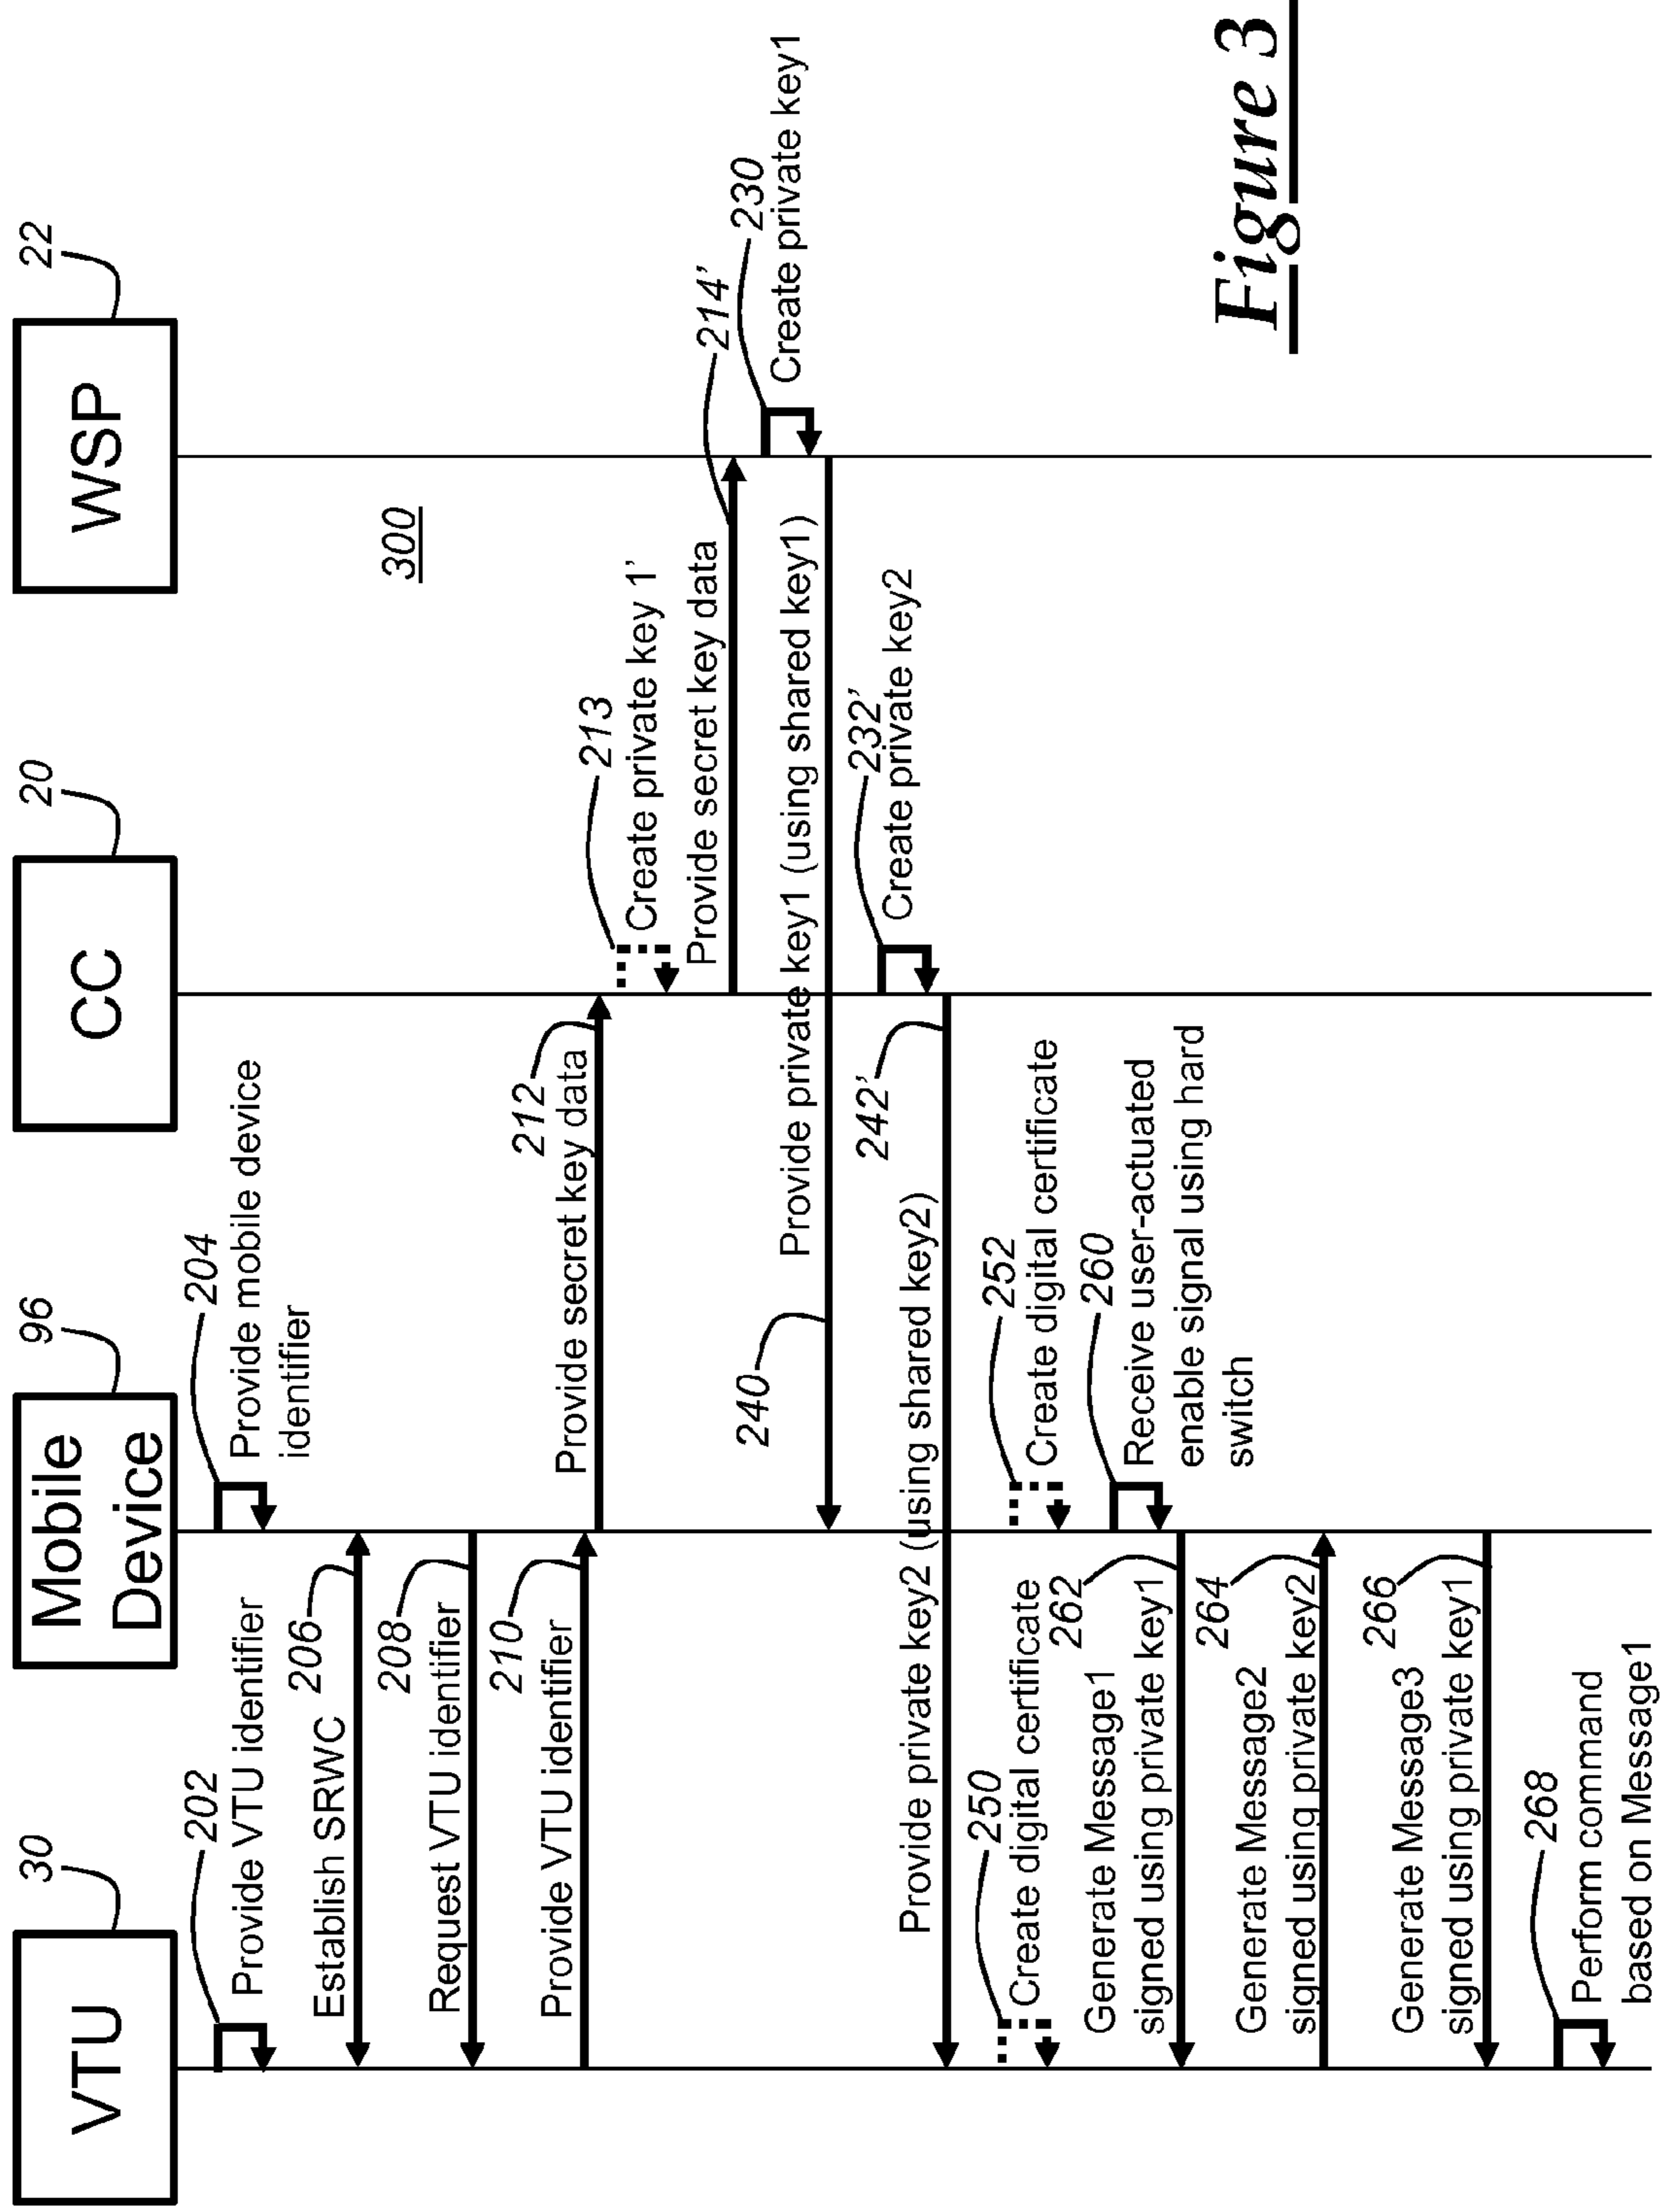 30
96
20
22
VTU
Mobile
Device
CC
WSP
202
Provide VTU identifier
204
Provide mobile device
identifier
300
206
Establish SRWC
208
Request VTU identifier
210
Provide VTU identifier
212
Provide secret key data
213
Create private key 1'
214'
Provide secret key data
230
Create private key1
240
Provide private key1 (using shared key1)
232'
Create private key2
242'
Provide private key2 (using shared key2)
250
Create digital certificate
252
Create digital certificate
260
Receive user-actuated
enable signal using hard
switch
262
Generate Message1
signed using private key1
264
Generate Message2
signed using private key2
266
Generate Message3
signed using private key1
268
Perform command
based on Message1
Figure 3